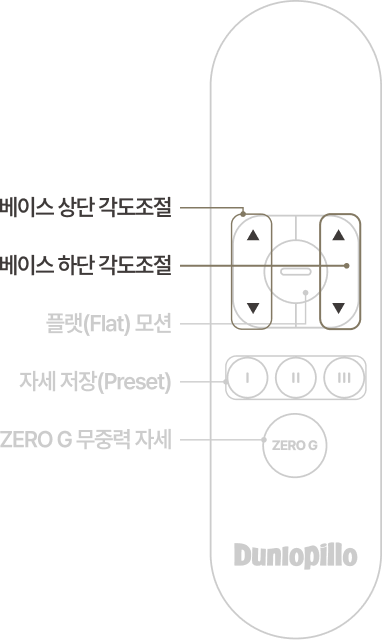 베이스 상단 각도조절
베이스 하단 각도조절
플랫(Flat) 모션
자세 저장(Preset)
I II III
ZERO G 무중력 자세
ZERO G
Dunlopillo